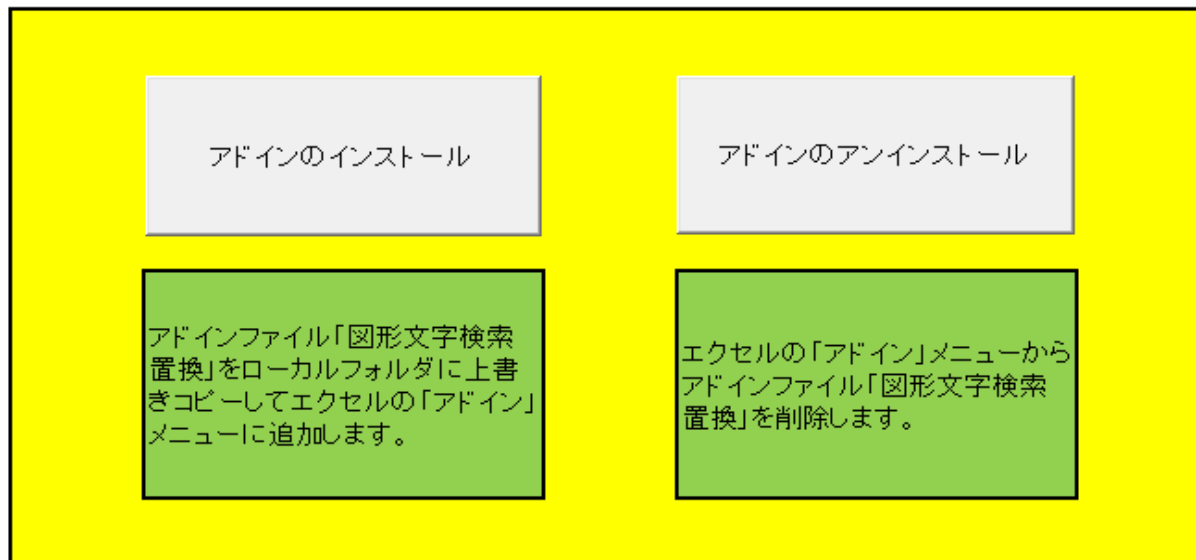 アドインのインストール
アドインのアンインストール
アドインファイル「図形文字検索
置換」をローカルフォルダに上書
きコピーしてエクセルの「アドイン」
メニューに追加します。
エクセルの「アドイン」メニューから
アドインファイル「図形文字検索
置換」を削除します。